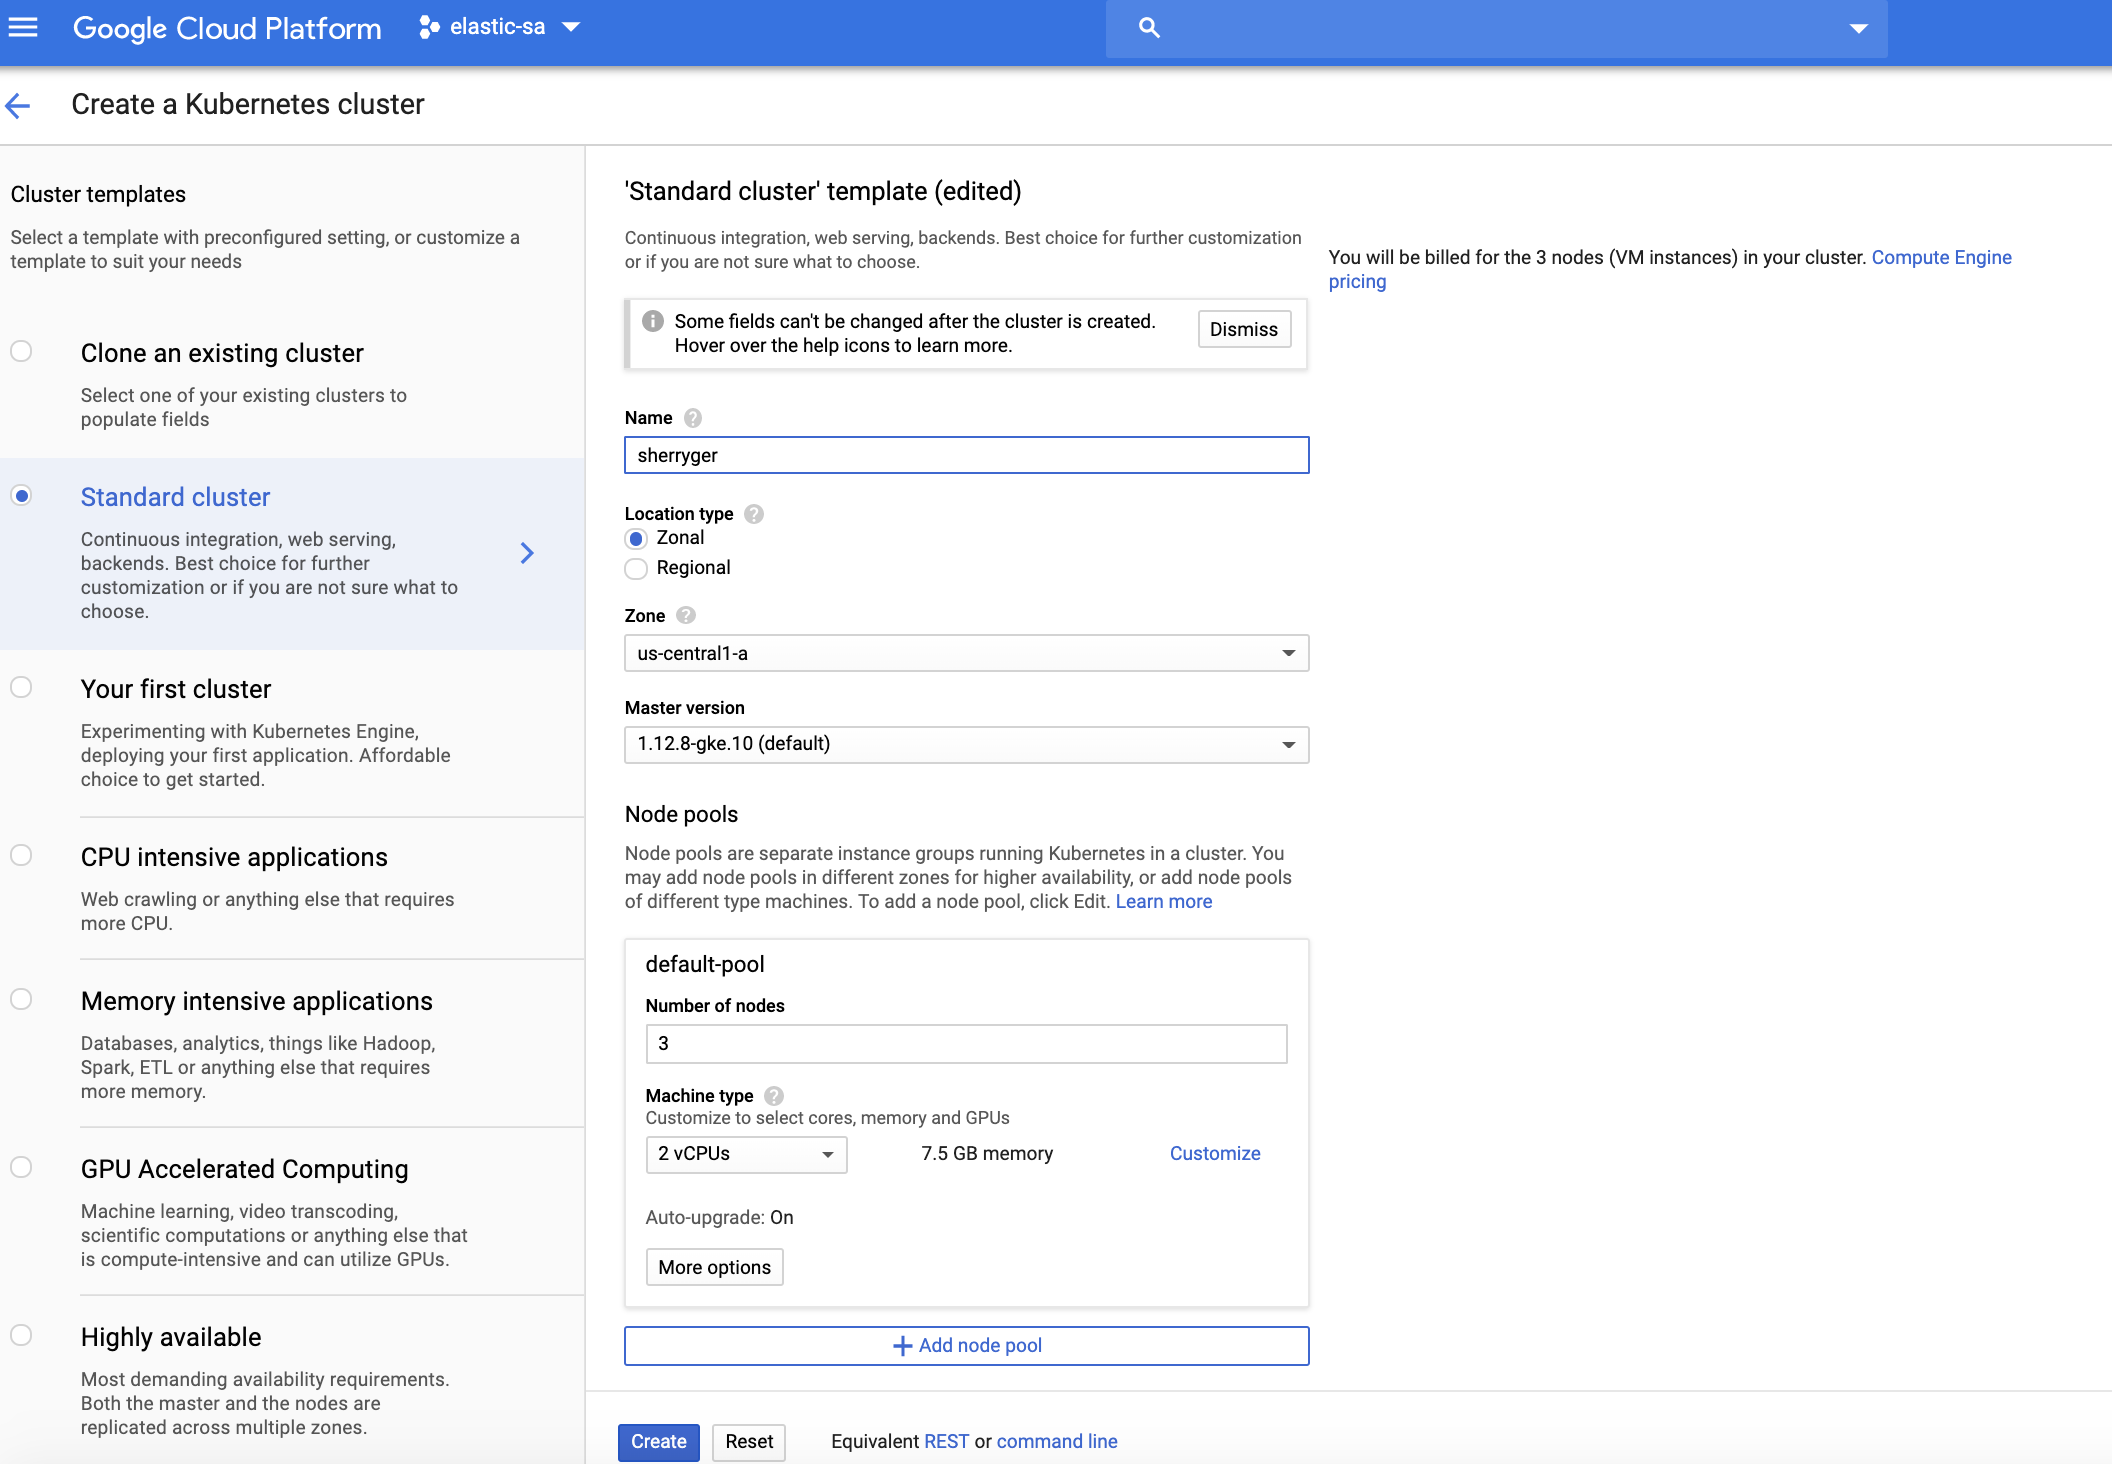 Google Cloud Platform
elastic-sa
Create a Kubernetes cluster
Cluster templates
Select a template with preconfigured setting, or customize a
template to suit your needs
Clone an existing cluster
Select one of your existing clusters to
populate fields
Standard cluster
Continuous integration, web serving,
backends. Best choice for further
customization or if you are not sure what to
choose.
Your first cluster
Experimenting with Kubernetes Engine,
deploying your first application. Affordable
choice to get started.
CPU intensive applications
Web crawling or anything else that requires
more CPU.
Memory intensive applications
Databases, analytics, things like Hadoop,
Spark, ETL or anything else that requires
more memory.
GPU Accelerated Computing
Machine learning, video transcoding,
scientific computations or anything else that
is compute-intensive and can utilize GPUs.
Highly available
Most demanding availability requirements.
Both the master and the nodes are
replicated across multiple zones.
'Standard cluster' template (edited)
Continuous integration, web serving, backends. Best choice for further customization
or if you are not sure what to choose.
Some fields can't be changed after the cluster is created.
Hover over the help icons to learn more.
Dismiss
Name
sherryger
Location type
Zonal
Regional
Zone
us-central1-a
Master version
1.12.8-gke.10 (default)
Node pools
Node pools are separate instance groups running Kubernetes in a cluster. You
may add node pools in different zones for higher availability, or add node pools
of different type machines. To add a node pool, click Edit. Learn more
default-pool
Number of nodes
3
Machine type
Customize to select cores, memory and GPUs
2 vCPUs 7.5 GB memory Customize
Auto-upgrade: On
More options
+ Add node pool
Create Reset Equivalent REST or command line
You will be billed for the 3 nodes (VM instances) in your cluster. Compute Engine
pricing